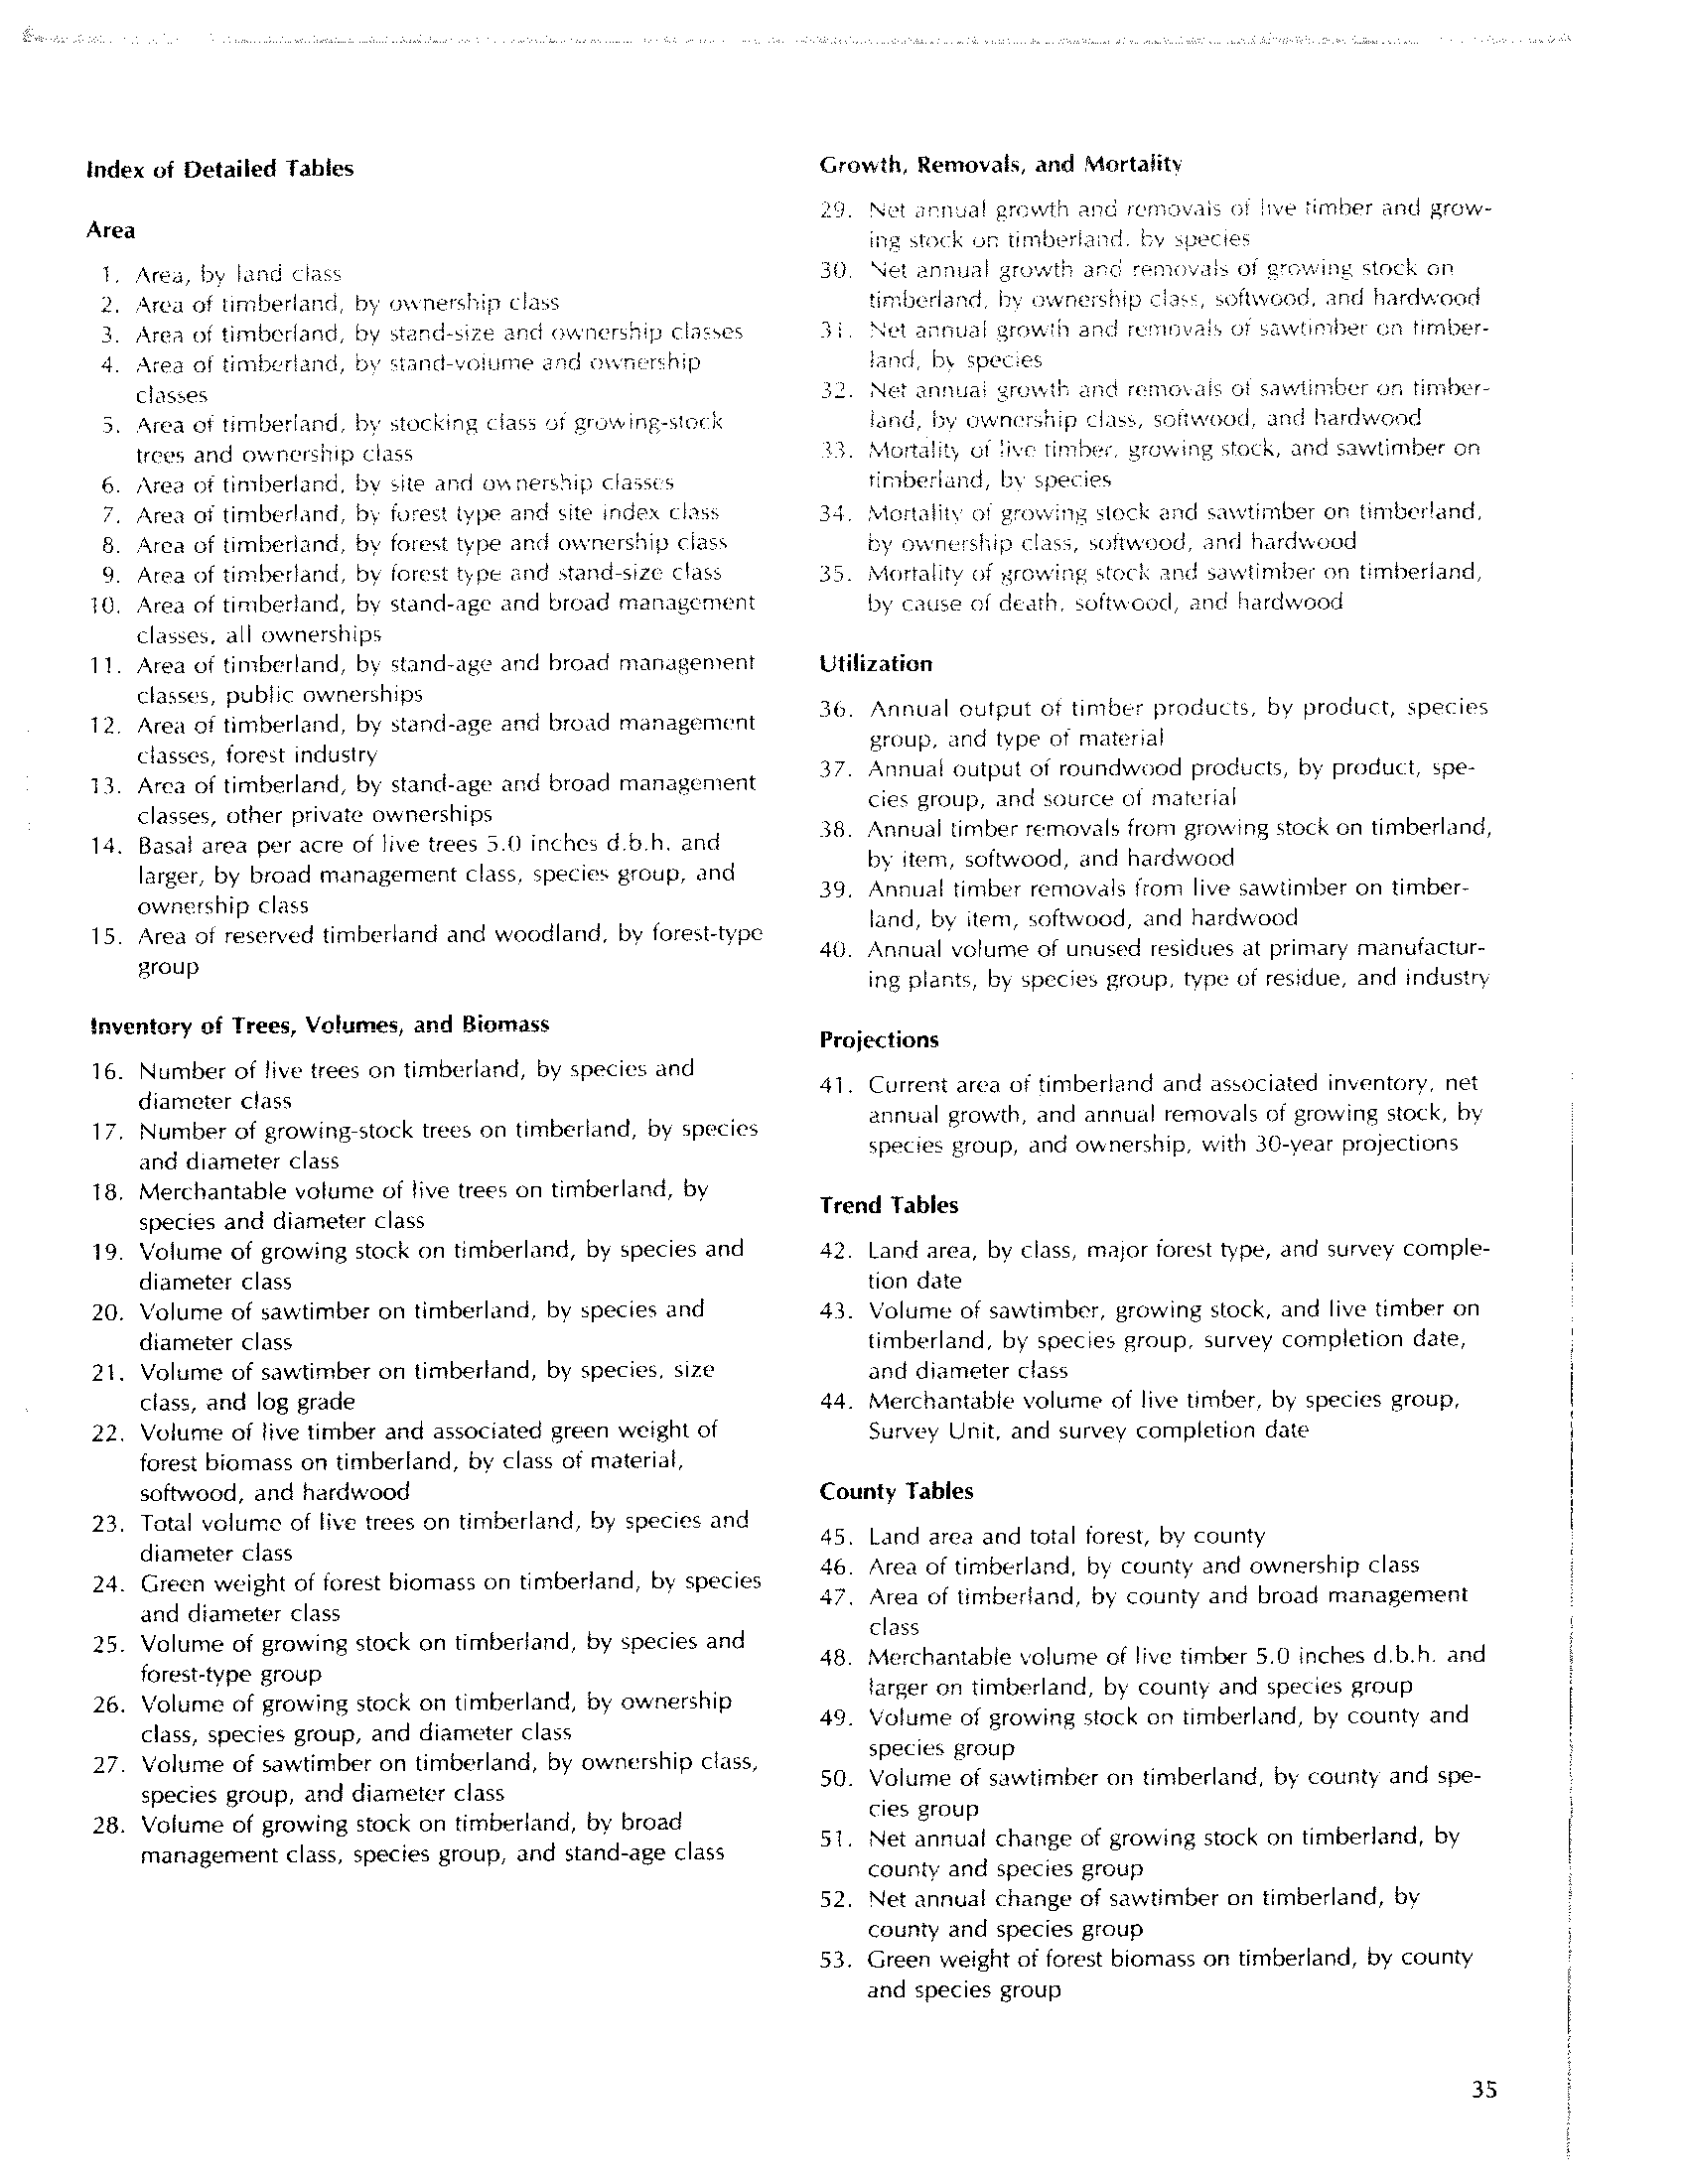 Index of Detailed Tables
Area
1. Area, by land class
2. Area of timberland, by ownership class
3. Area of timberland, by stand-size and ownership classes
4. Area of timberland, by stand-volume and ownership
classes
5. Area of timberland, by stocking class of growing-stock
trees and ownership class
6. Area of timberland, by site and ownership classes
7. Area of timberland, by forest type and site index class
8. Area of timberland, by forest type and ownership class
9. Area of timberland, by forest type and stand-size class
10. Area of timberland, by stand-age and broad management
classes, all ownerships
11. Area of timberland, by stand-age and broad management
classes, public ownerships
12. Area of timberland, by stand-age and broad management
classes, forest industry
13. Area of timberland, by stand-age and broad management
classes, other private ownerships
14. Basal area per acre of live trees 5.0 inches d.b.h. and
larger, by broad management class, species group, and
ownership class
15. Area of reserved timberland and woodland, by forest-type
group
Inventory of Trees, Volumes, and Biomass
16. Number of live trees on timberland, by species and
diameter class
17. Number of growing-stock trees on timberland, by species
and diameter class
18. Merchantable volume of live trees on timberland, by
species and diameter class
19. Volume of growing stock on timberland, by species and
diameter class
20. Volume of sawtimber on timberland, by species and
diameter class
21. Volume of sawtimber on timberland, by species, size
class, and log grade
22. Volume of live timber and associated green weight of
forest biomass on timberland, by class of material,
softwood, and hardwood
23. Total volume of live trees on timberland, by species and
diameter class
24. Green weight of forest biomass on timberland, by species
and diameter class
25. Volume of growing stock on timberland, by species and
forest-type group
26. Volume of growing stock on timberland, by ownership
class, species group, and diameter class
27. Volume of sawtimber on timberland, by ownership class,
species group, and diameter class
28. Volume of growing stock on timberland, by broad
management class, species group, and stand-age class
Growth, Removals, and Mortality
29. Net annual growth and removals of live timber and grow-
ing stock on timberland, by species
30. Net annual growth and removals of growing stock on
timberland, by ownership class, softwood, and hardwood
31. Net annual growth and removals of sawtimber on timber-
land, by species
32. Net annual growth and removals of sawtimber on timber-
land, by ownership class, softwood, and hardwood
33. Mortality of live timber, growing stock, and sawtimber on
timberland, by species
34. Mortality of growing stock and sawtimber on timberland,
by ownership class, softwood, and hardwood
35. Mortality of growing stock and sawtimber on timberland,
by cause of death, softwood, and hardwood
Utilization
36. Annual output of timber products, by product, species
group, and type of material
37. Annual output of roundwood products, by product, spe-
cies group, and source of material
38. Annual timber removals from growing stock on timberland,
by item, softwood, and hardwood
39. Annual timber removals from live sawtimber on timber-
land, by item, softwood, and hardwood
40. Annual volume of unused residues at primary manufactur-
ing plants, by species group, type of residue, and industry
Projections
41. Current area of timberland and associated inventory, net
annual growth, and annual removals of growing stock, by
species group, and ownership, with 30-year projections
Trend Tables
42. Land area, by class, major forest type, and survey comple-
tion date
43. Volume of sawtimber, growing stock, and live timber on
timberland, by species group, survey completion date,
and diameter class
44. Merchantable volume of live timber, by species group,
Survey Unit, and survey completion date
County Tables
45. Land area and total forest, by county
46. Area of timberland, by county and ownership class
47. Area of timberland, by county and broad management
class
48. Merchantable volume of live timber 5.0 inches d.b.h. and
larger on timberland, by county and species group
49. Volume of growing stock on timberland, by county and
species group
50. Volume of sawtimber on timberland, by county and spe-
cies group
51. Net annual change of growing stock on timberland, by
county and species group
52. Net annual change of sawtimber on timberland, by
county and species group
53. Green weight of forest biomass on timberland, by county
and species group
35